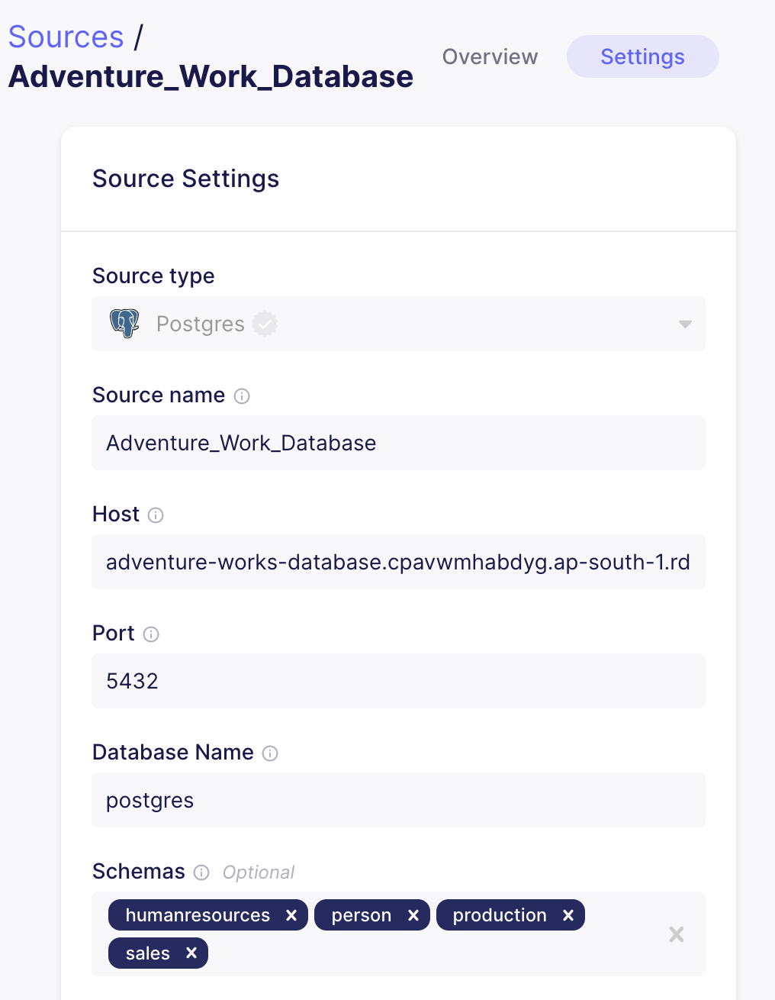 Sources /
Adventure_Work_Database
Overview
Settings
Source Settings
Source type
Postgres
Source name
Adventure_Work_Database
Host
adventure-works-database.cpavwmhabdyg.ap-south-1.rd
Port
5432
Database Name
postgres
Schemas Optional
humanresources person production
sales